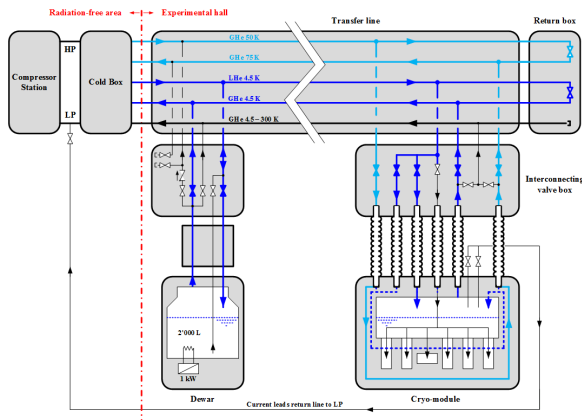 Radiation-free area
Experimental hall
Transfer line
Return box
GHe 50 K
HP
GHe 75 K
Compressor
Station
Cold Box
LHe 4.5 K
GHe 4.5 K
LP
GHe 4.5–300 K
Interconnecting
valve box
2'000 L
1 kW
Current leads return line to LP
Dewar
Cryo-module